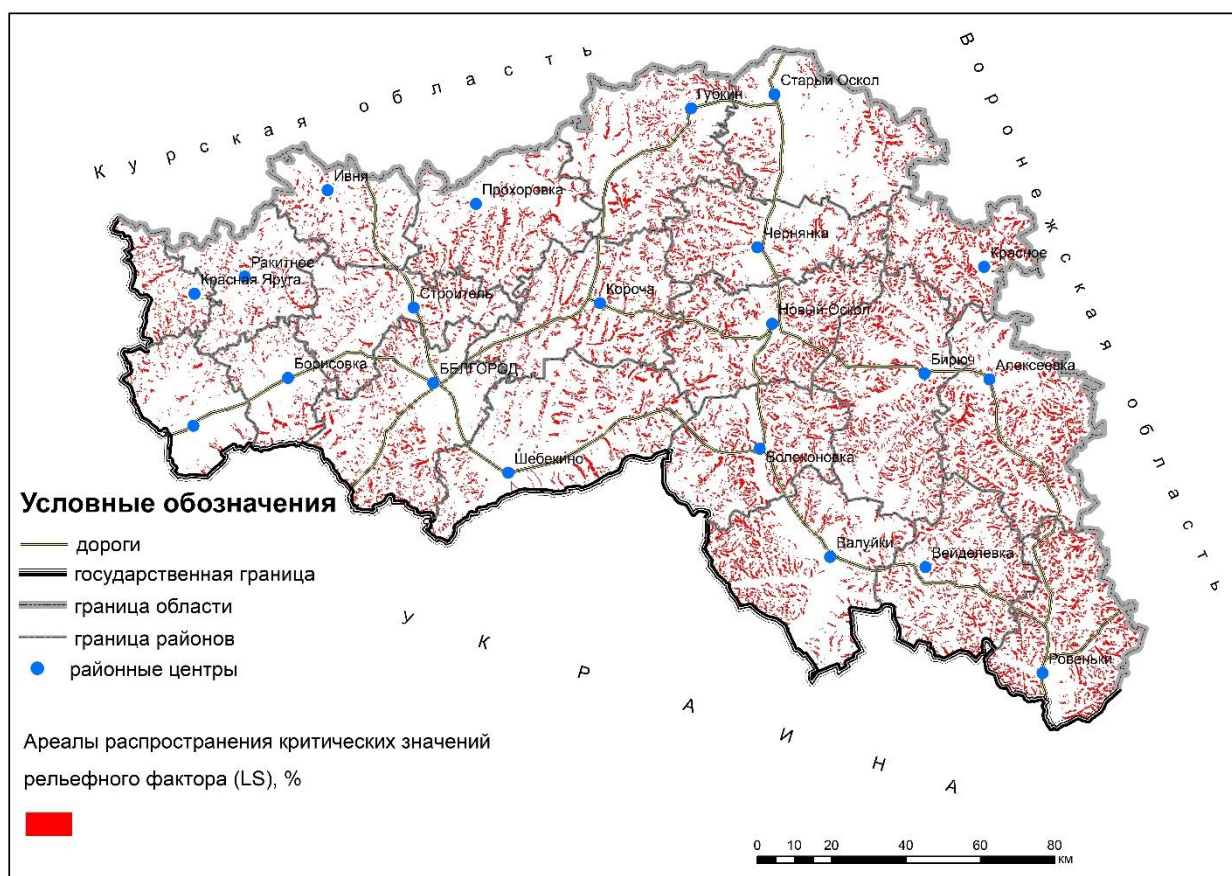 Курская область
Воронежская область
Старый Оскол
Губкин
Ивня
Прохоровка
Чернянка
Красное
Ракитное
Красная Яруга
Строитель
Короча
Новый Оскол
Борисовка
БЕЛГОРОД
Бирюч
Алексеевка
Волоконовка
Шебекино
Валуйки
Вейделевка
Ровеньки
УКРАИНА
Условные обозначения
дороги
государственная граница
граница области
граница районов
районные центры
Ареалы распространения критических значений
рельефного фактора (LS), %
0 10 20 40 60 80
км